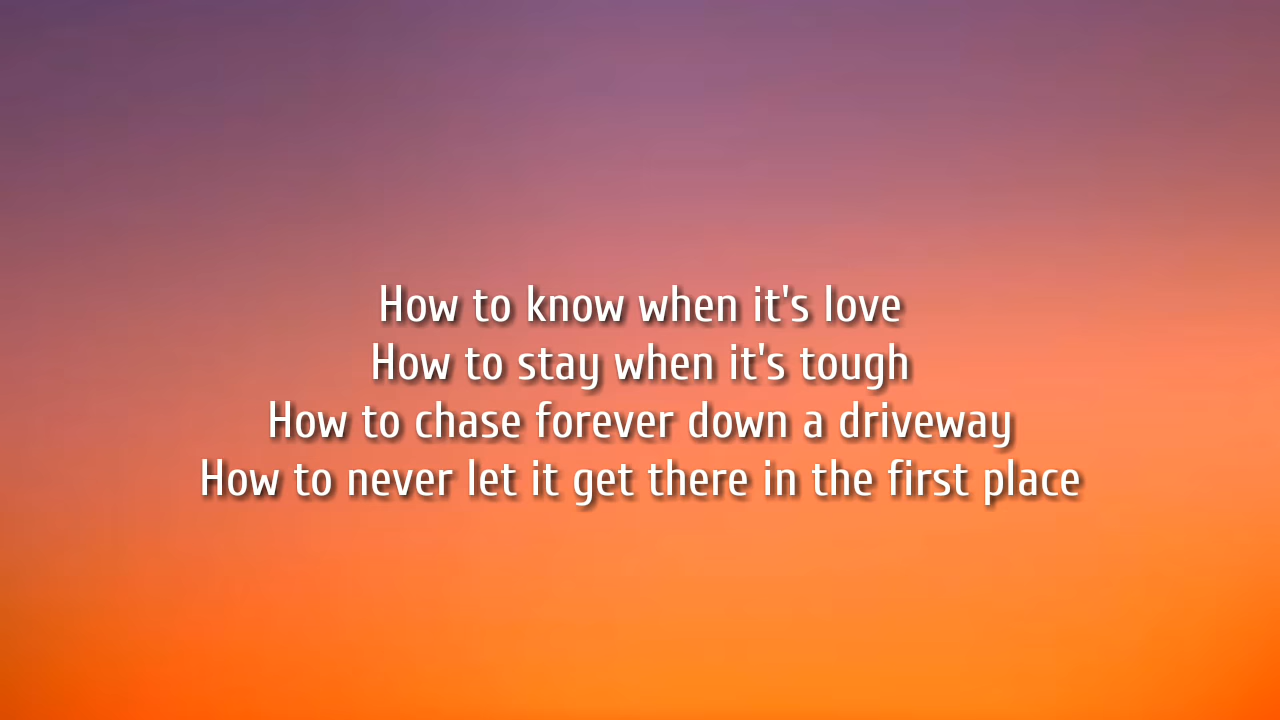 How to know when it's love
How to stay when it's tough
How to chase forever down a driveway
How to never let it get there in the first place